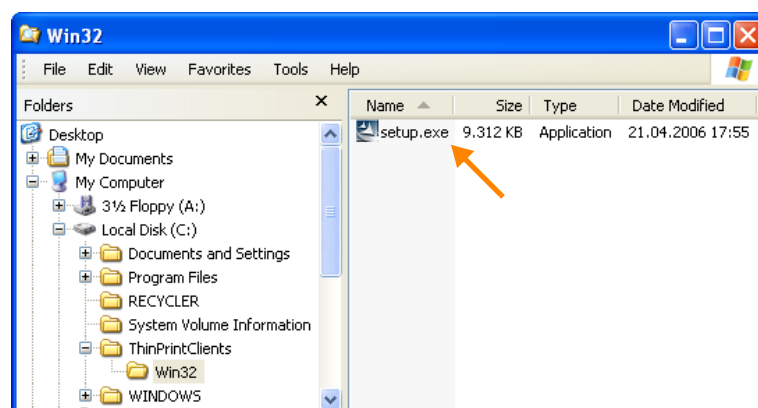 Win32
File Edit View Favorites Tools Help
Folders
Name Size Type Date Modified
Desktop
setup.exe 9.312 KB Application 21.04.2006 17:55
My Documents
My Computer
3½ Floppy (A:)
Local Disk (C:)
Documents and Settings
Program Files
RECYCLER
System Volume Information
ThinPrintClients
Win32
WINDOWS